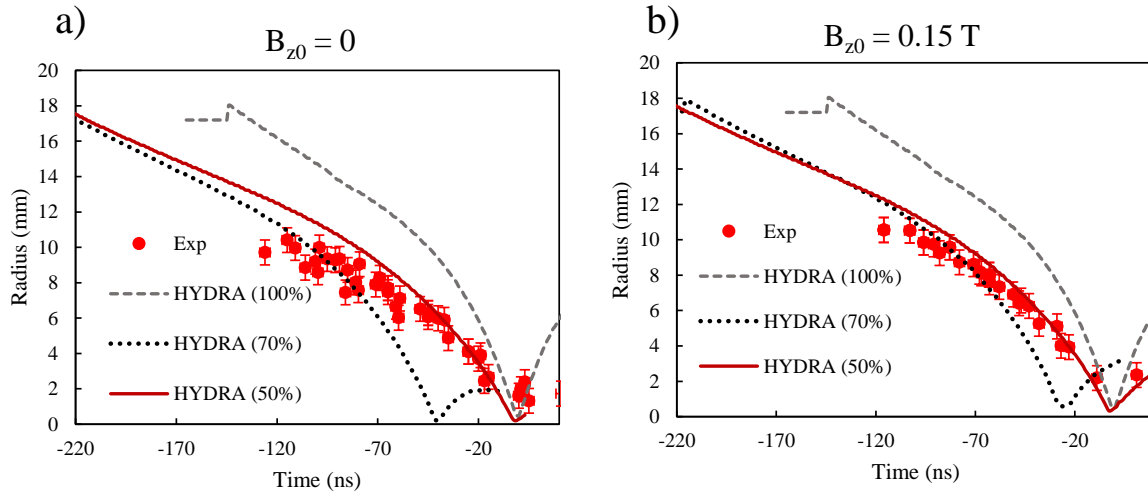 a)
B_z0 = 0
20
18
16
14
12
10
8
6
4
2
0
Radius (mm)
Exp
HYDRA (100%)
HYDRA (70%)
HYDRA (50%)
-220
-170
-120
-70
-20
Time (ns)
b)
B_z0 = 0.15 T
20
18
16
14
12
10
8
6
4
2
0
Radius (mm)
Exp
HYDRA (100%)
HYDRA (70%)
HYDRA (50%)
-220
-170
-120
-70
-20
Time (ns)